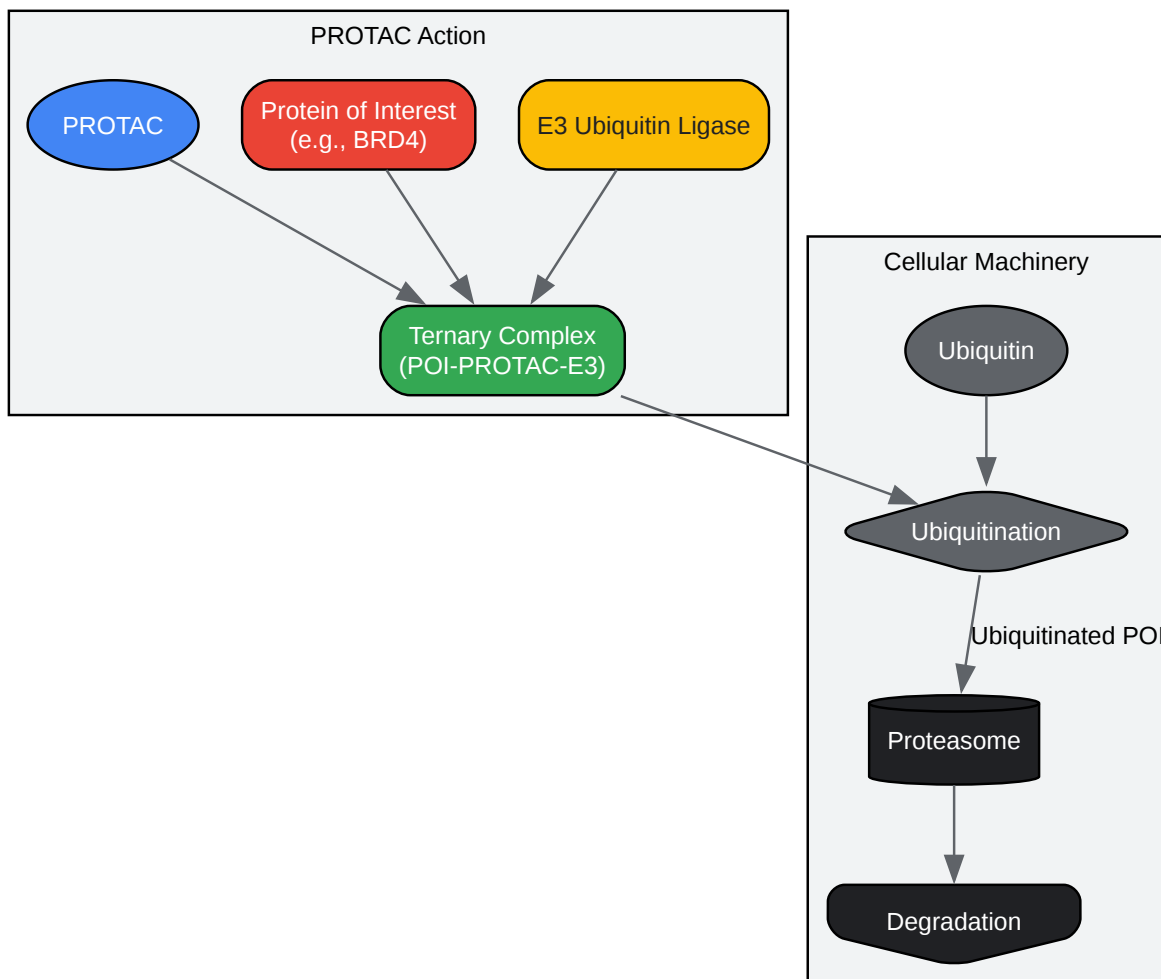 PROTAC Action
PROTAC
Protein of Interest
(e.g., BRD4)
E3 Ubiquitin Ligase
Ternary Complex
(POI-PROTAC-E3)
Cellular Machinery
Ubiquitin
Ubiquitination
Ubiquitinated POI
Proteasome
Degradation